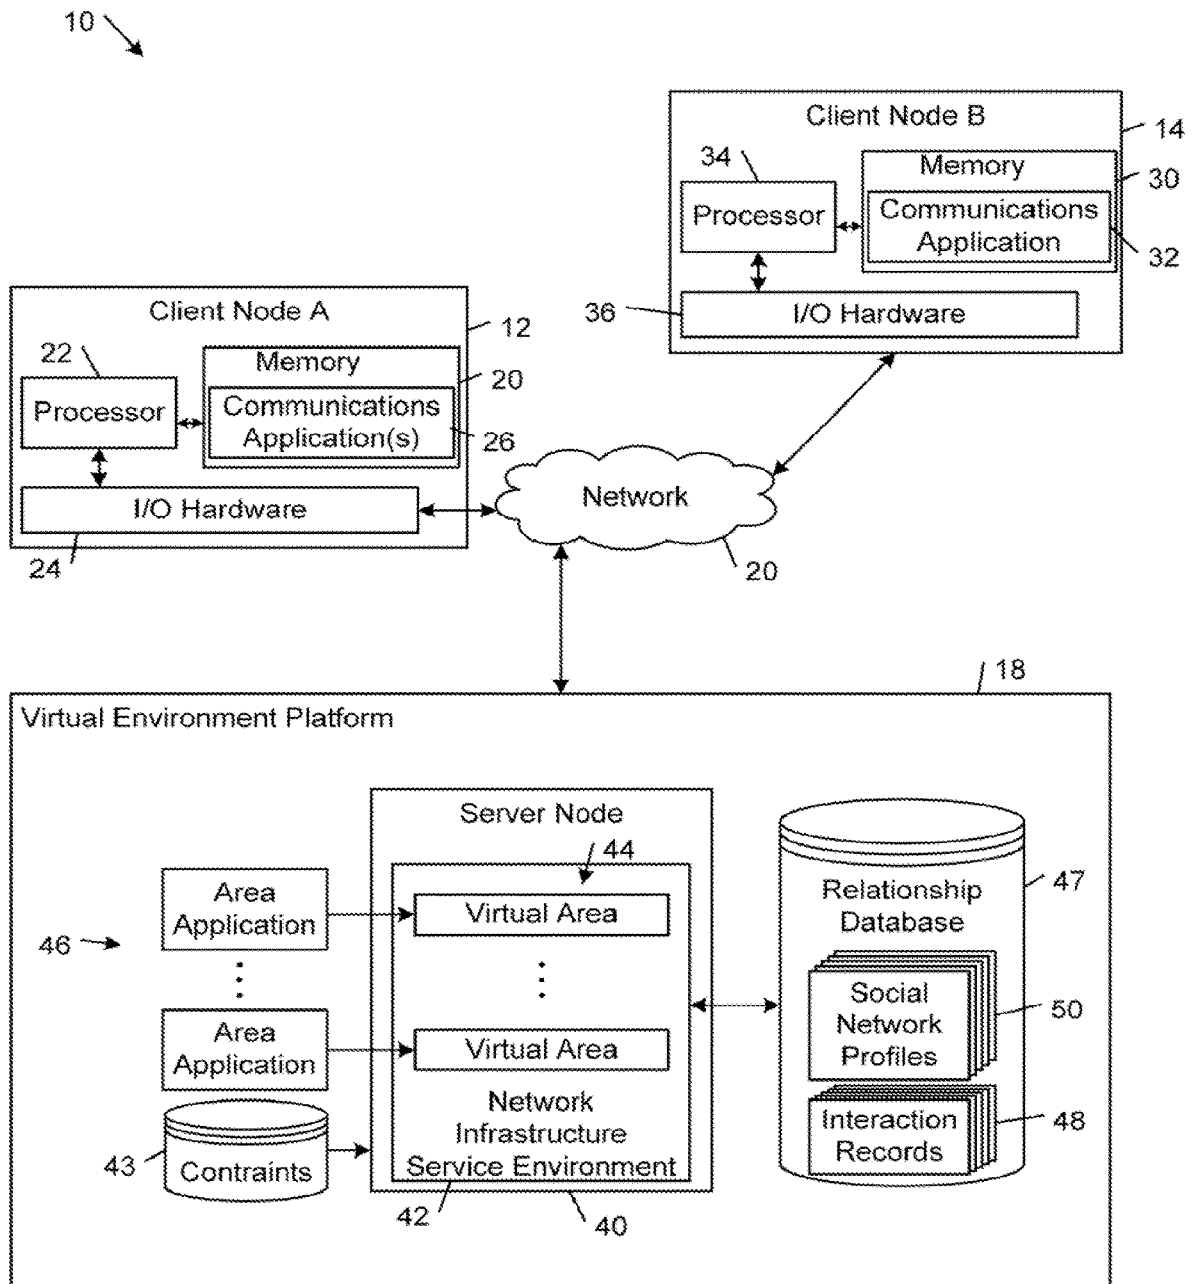 10
Client Node B
14
34
Memory
30
Processor
Communications
Application
32
36
I/O Hardware
Client Node A
12
22
Memory
20
Processor
Communications
Application(s)
26
I/O Hardware
24
Network
20
18
Virtual Environment Platform
Server Node
44
47
Area
Application
Virtual Area
Relationship
Database
46
Area
Application
Virtual Area
Social
Network
Profiles
50
Network
Infrastructure
Service Environment
Interaction
Records
48
43
Contraints
42
40